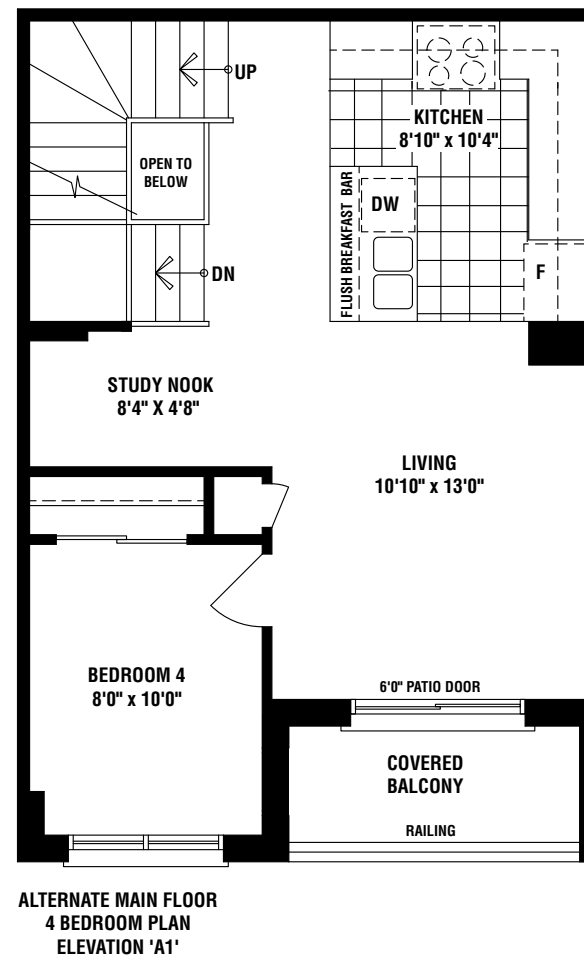 UP
KITCHEN
8'10" x 10'4"
OPEN TO
BELOW
DW
FLUSH BREAKFAST BAR
DN
F
STUDY NOOK
8'4" X 4'8"
LIVING
10'10" x 13'0"
BEDROOM 4
8'0" x 10'0"
6'0" PATIO DOOR
COVERED
BALCONY
RAILING
ALTERNATE MAIN FLOOR
4 BEDROOM PLAN
ELEVATION 'A1'